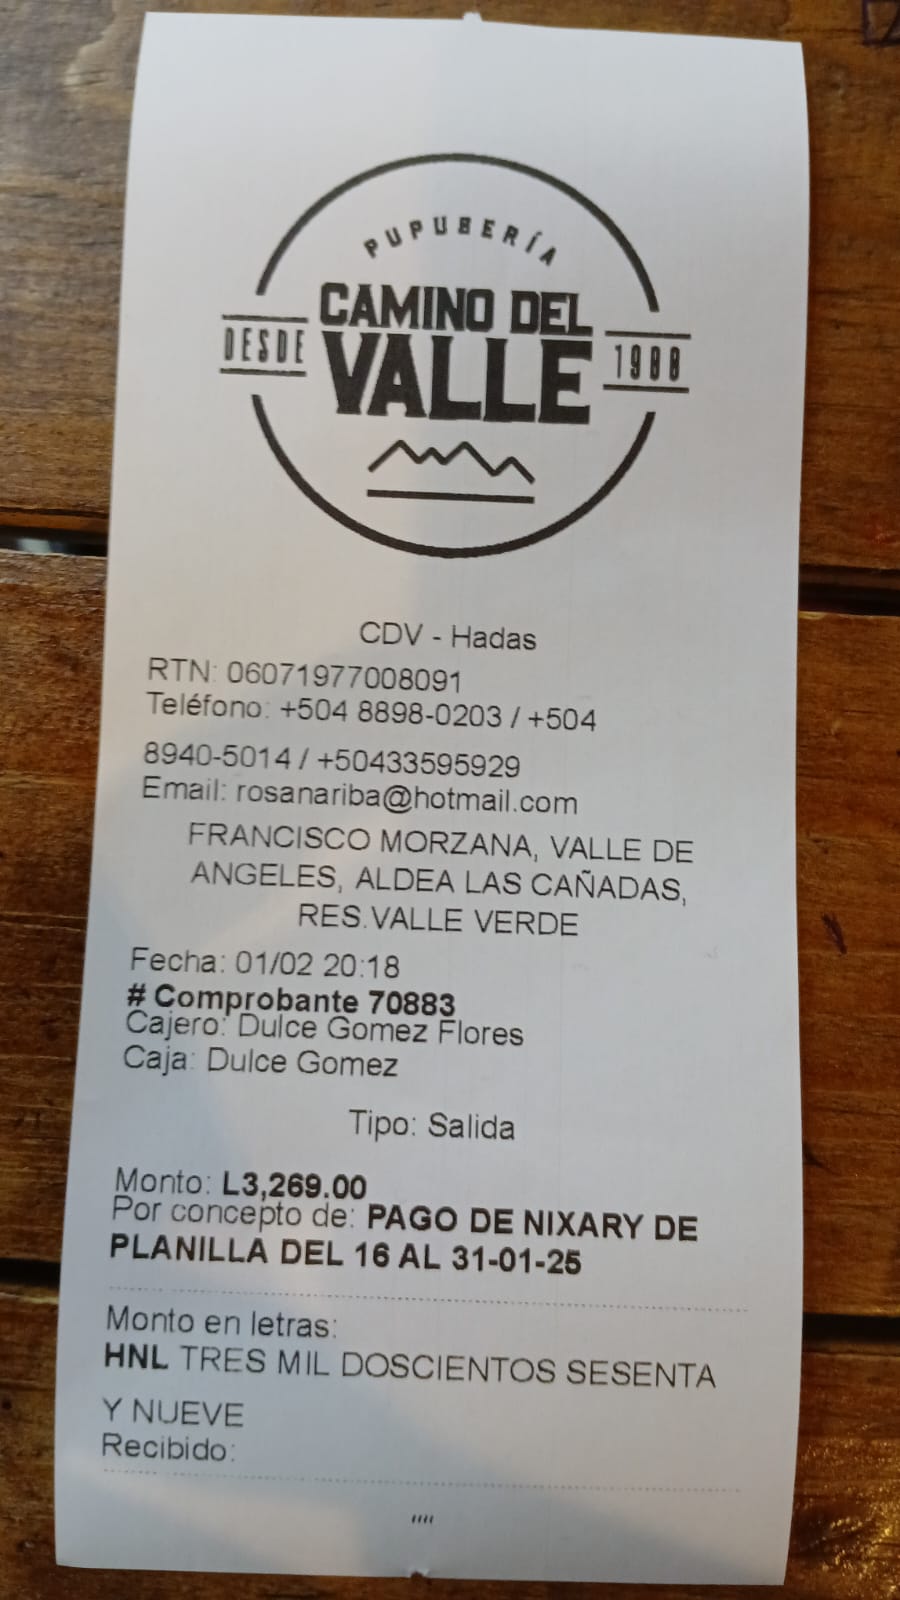 PUPUSERÍA
CAMINO DEL
DESDE VALLE 1988
CDV - Hadas
RTN: 06071977008091
Teléfono: +504 8898-0203 / +504
8940-5014 / +50433595929
Email: rosanariba@hotmail.com
FRANCISCO MORZANA, VALLE DE
ANGELES, ALDEA LAS CAÑADAS,
RES.VALLE VERDE
Fecha: 01/02 20:18
# Comprobante 70883
Cajero: Dulce Gomez Flores
Caja: Dulce Gomez
Tipo: Salida
Monto: L3,269.00
Por concepto de: PAGO DE NIXARY DE
PLANILLA DEL 16 AL 31-01-25
Monto en letras:
HNL TRES MIL DOSCIENTOS SESENTA
Y NUEVE
Recibido:
,,,,